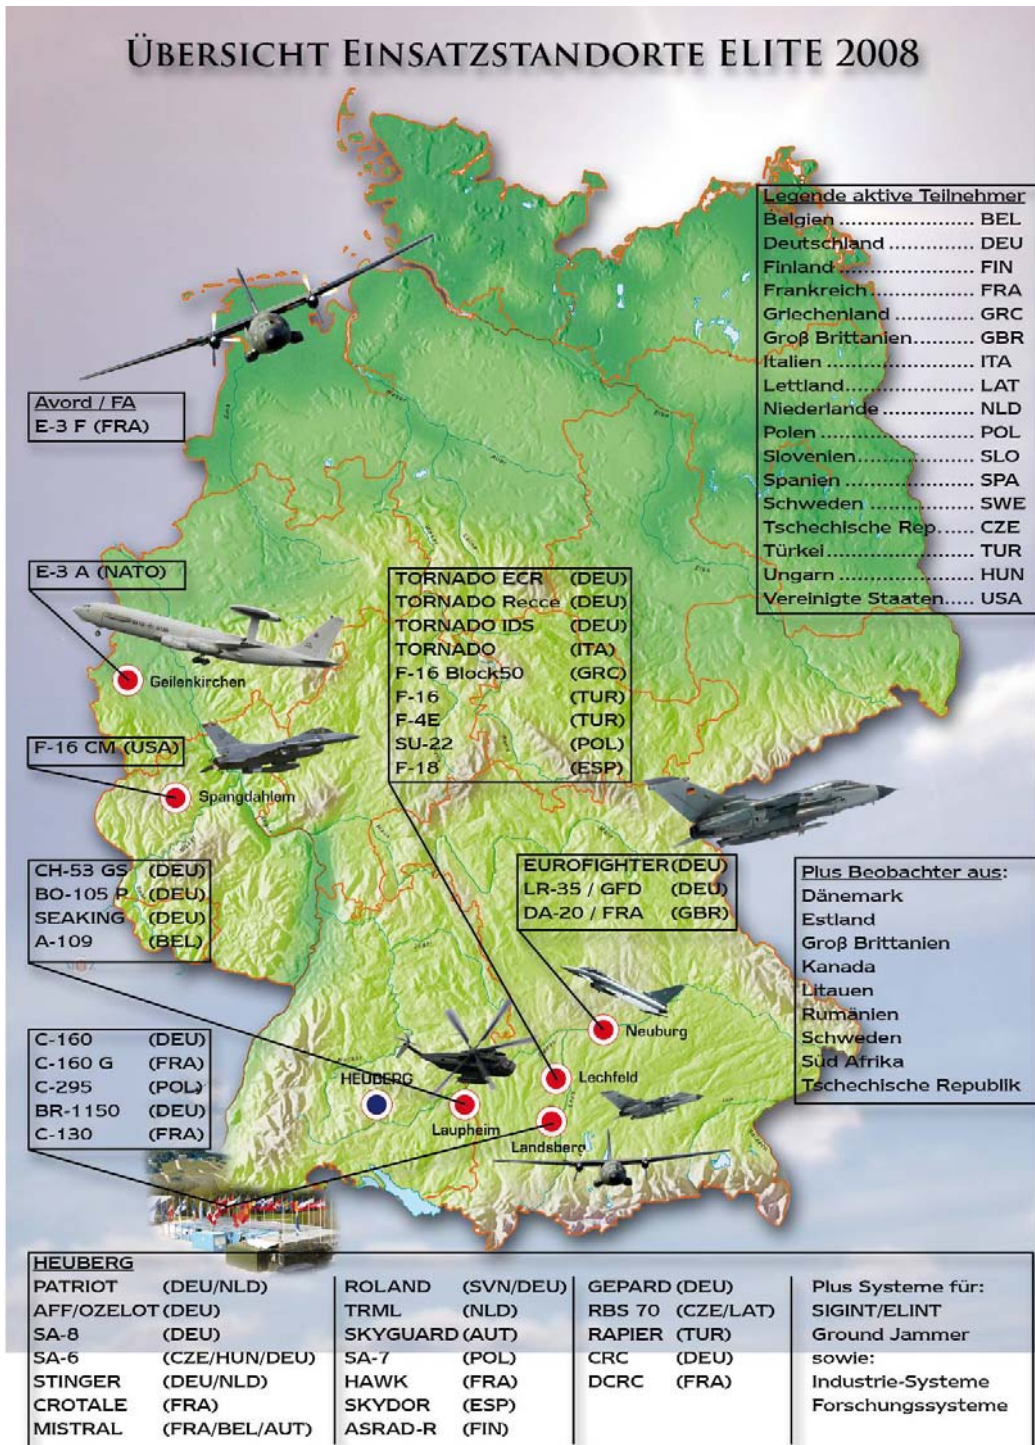 ÜBERSICHT EINSATZSTANDORTE ELITE 2008
Legende aktive Teilnehmer
Belgien ...................... BEL
Deutschland .............. DEU
Finland ....................... FIN
Frankreich ................. FRA
Griechenland ............. GRC
Groß Brittanien.......... GBR
Italien ......................... ITA
Lettland..................... LAT
Niederlande ............... NLD
Polen ......................... POL
Slovenien................... SLO
Spanien ..................... SPA
Schweden .................. SWE
Tschechische Rep...... CZE
Türkei ........................ TUR
Ungarn ...................... HUN
Vereinigte Staaten..... USA
Avord / FA
E-3 F (FRA)
E-3 A (NATO)
Geilenkirchen
F-16 CM (USA)
Spangdahlem
TORNADO ECR (DEU)
TORNADO Recce (DEU)
TORNADO IDS (DEU)
TORNADO (ITA)
F-16 Block50 (GRC)
F-16 (TUR)
F-4E (TUR)
SU-22 (POL)
F-18 (ESP)
CH-53 GS (DEU)
BO-105 P (DEU)
SEAKING (DEU)
A-109 (BEL)
EUROFIGHTER (DEU)
LR-35 / GFD (DEU)
DA-20 / FRA (GBR)
Plus Beobachter aus:
Dänemark
Estland
Groß Brittanien
Kanada
Litauen
Rumänien
Schweden
Süd Afrika
Tschechische Republik
C-160 (DEU)
C-160 G (FRA)
C-295 (POL)
BR-1150 (DEU)
C-130 (FRA)
Neuburg
HEUBERG
Lechfeld
Laupheim
Landsberg
HEUBERG
PATRIOT (DEU/NLD)
AFF/OZELOT (DEU)
SA-8 (DEU)
SA-6 (CZE/HUN/DEU)
STINGER (DEU/NLD)
CROTALE (FRA)
MISTRAL (FRA/BEL/AUT)
ROLAND (SVN/DEU)
TRML (NLD)
SKYGUARD (AUT)
SA-7 (POL)
HAWK (FRA)
SKYDOR (ESP)
ASRAD-R (FIN)
GEPARD (DEU)
RBS 70 (CZE/LAT)
RAPIER (TUR)
CRC (DEU)
DCRC (FRA)
Plus Systeme für:
SIGINT/ELINT
Ground Jammer
sowie:
Industrie-Systeme
Forschungssysteme